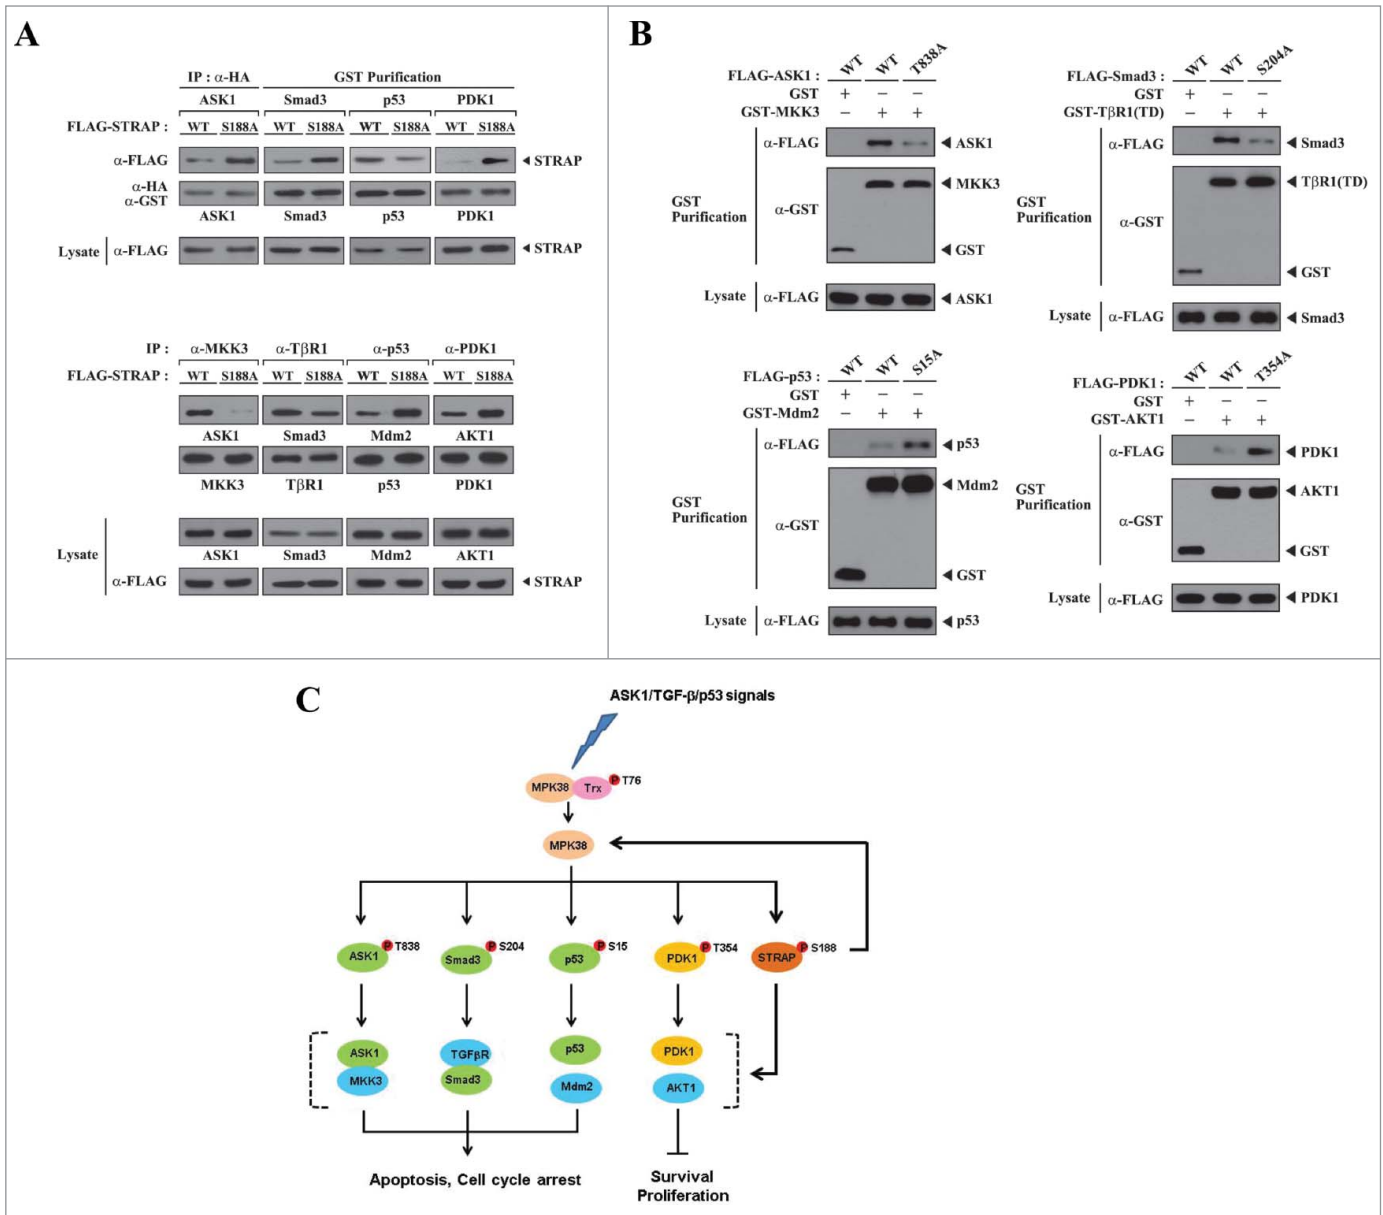 A
IP : α-HA GST Purification
ASK1 Smad3 p53 PDK1
FLAG-STRAP : WT S188A WT S188A WT S188A WT S188A
α-FLAG STRAP
α-HA
α-GST
ASK1 Smad3 p53 PDK1
Lysate α-FLAG STRAP
IP : α-MKK3 α-TβR1 α-p53 α-PDK1
FLAG-STRAP : WT S188A WT S188A WT S188A WT S188A
ASK1 Smad3 Mdm2 AKT1
MKK3 TβR1 p53 PDK1
Lysate
ASK1 Smad3 Mdm2 AKT1
α-FLAG STRAP
B
FLAG-ASK1 : WT WT T838A
GST + − −
GST-MKK3 − + +
α-FLAG ASK1
GST
Purification
α-GST
MKK3
GST
Lysate α-FLAG ASK1
FLAG-Smad3 : WT WT S204A
GST + − −
GST-TβR1(TD) − + +
α-FLAG Smad3
GST
Purification
α-GST
TβR1(TD)
GST
Lysate α-FLAG Smad3
FLAG-p53 : WT WT S15A
GST + − −
GST-Mdm2 − + +
α-FLAG p53
GST
Purification
α-GST
Mdm2
GST
Lysate α-FLAG p53
FLAG-PDK1 : WT WT T354A
GST + − −
GST-AKT1 − + +
α-FLAG PDK1
GST
Purification
α-GST
AKT1
GST
Lysate α-FLAG PDK1
C
ASK1/TGF-β/p53 signals
MPK38 Trx P T76
MPK38
ASK1 P T838 Smad3 P S204 p53 P S15 PDK1 P T354 STRAP P S188
ASK1 TGFβR p53 PDK1
MKK3 Smad3 Mdm2 AKT1
Apoptosis, Cell cycle arrest
Survival
Proliferation